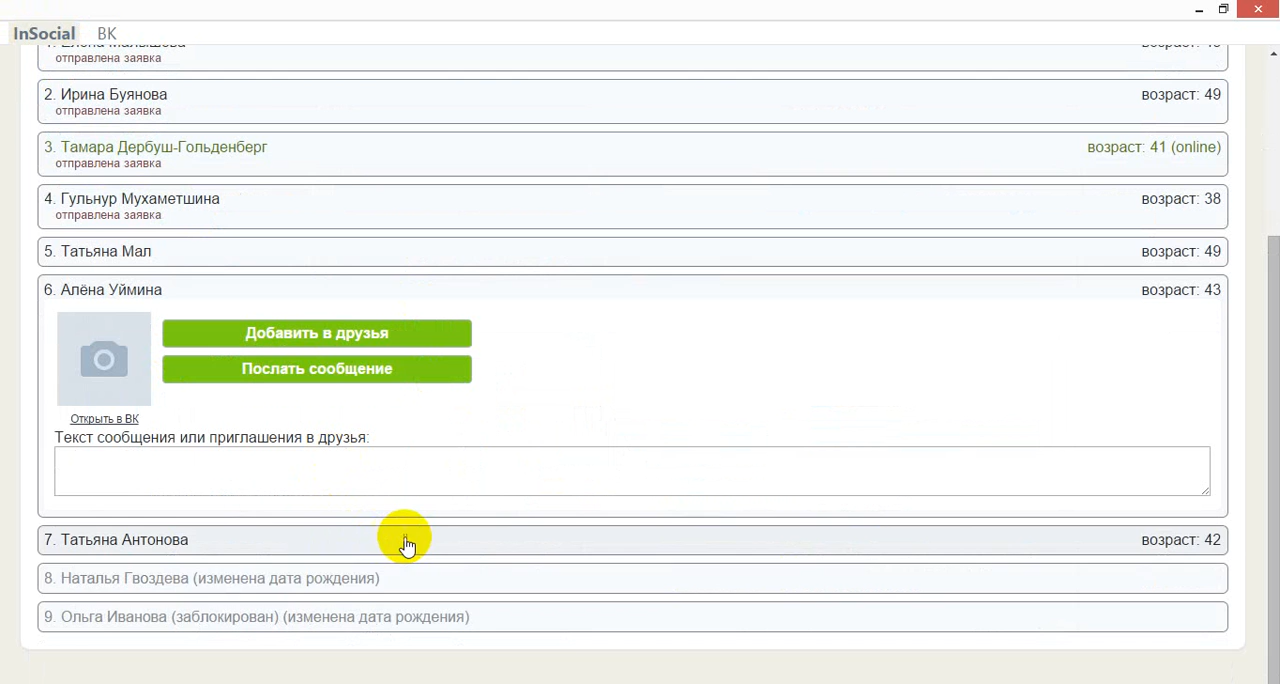 InSocial ВК
1. Елена Малышева
отправлена заявка
2. Ирина Буянова возраст: 49
отправлена заявка
3. Тамара Дербуш-Гольденберг возраст: 41 (online)
отправлена заявка
4. Гульнур Мухаметшина возраст: 38
отправлена заявка
5. Татьяна Мал возраст: 49
6. Алёна Уймина возраст: 43
Добавить в друзья
Послать сообщение
Открыть в ВК
Текст сообщения или приглашения в друзья:
7. Татьяна Антонова возраст: 42
8. Наталья Гвоздева (изменена дата рождения)
9. Ольга Иванова (заблокирован) (изменена дата рождения)